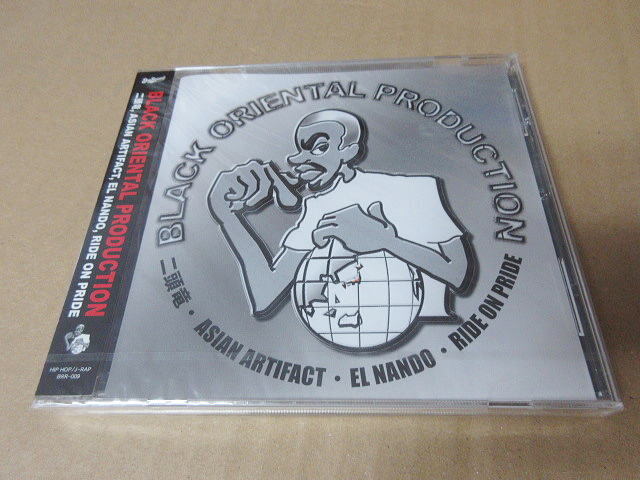 BLACK ORIENTAL PRODUCTION
二頭竜, ASIAN ARTIFACT, EL NANDO, RIDE ON PRIDE
HIP HOP/J-RAP
BRR-009
BLACK ORIENTAL PRODUCTION
二頭竜・ASIAN ARTIFACT・EL NANDO・RIDE ON PRIDE